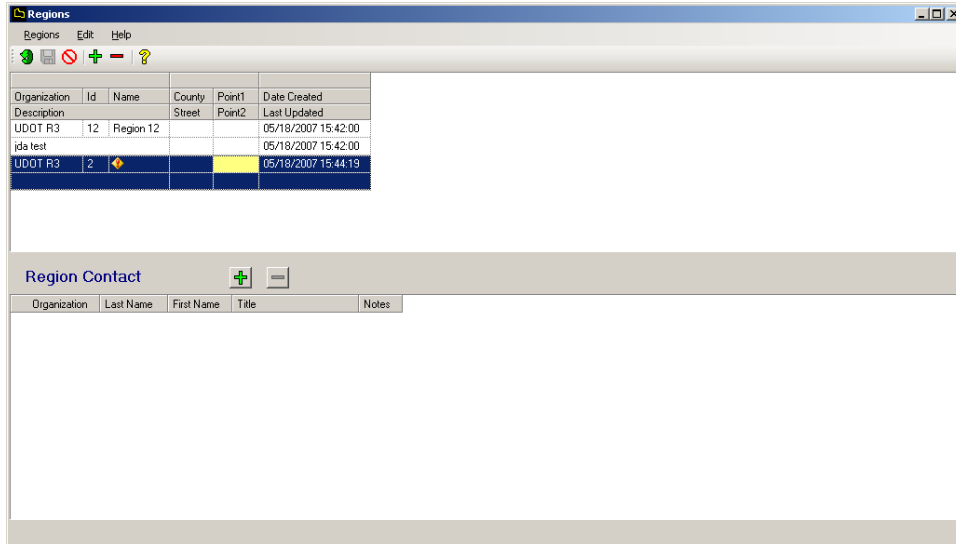 Regions
Regions Edit Help
Organization Id Name County Point1 Date Created
Description Street Point2 Last Updated
UDOT R3 12 Region 12 05/18/2007 15:42:00
jda test 05/18/2007 15:42:00
UDOT R3 2 05/18/2007 15:44:19
Region Contact
Organization Last Name First Name Title Notes